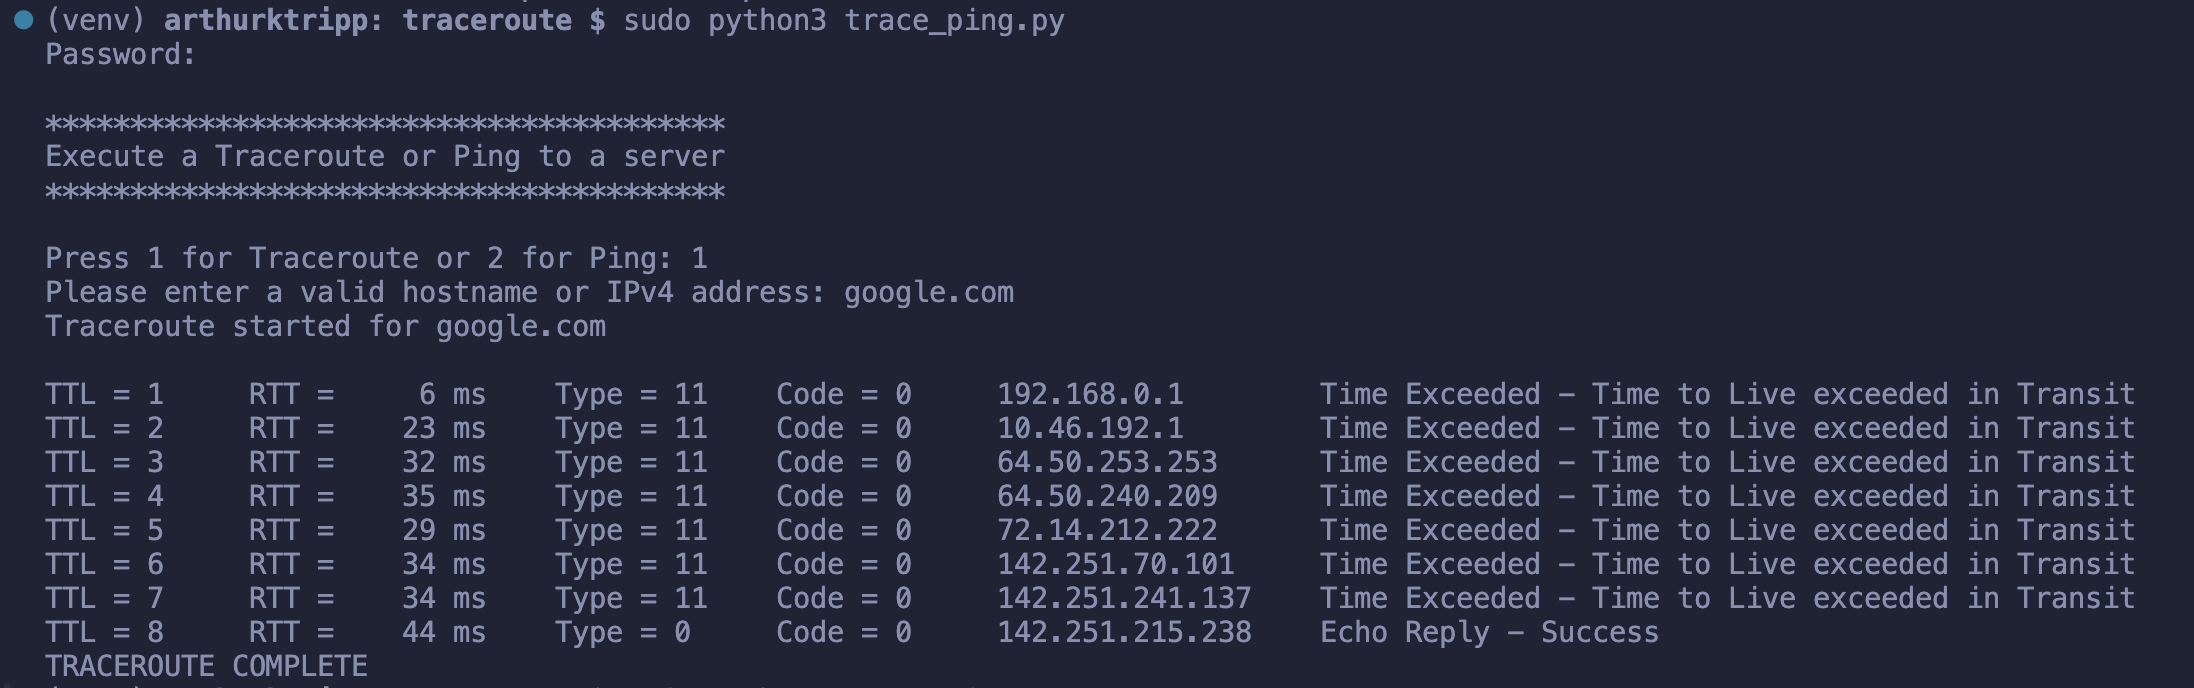 (venv) arthurktripp: traceroute $ sudo python3 trace_ping.py
Password:
****************************************
Execute a Traceroute or Ping to a server
****************************************
Press 1 for Traceroute or 2 for Ping: 1
Please enter a valid hostname or IPv4 address: google.com
Traceroute started for google.com
TTL = 1     RTT =     6 ms    Type = 11    Code = 0     192.168.0.1        Time Exceeded – Time to Live exceeded in Transit
TTL = 2     RTT =    23 ms    Type = 11    Code = 0     10.46.192.1        Time Exceeded – Time to Live exceeded in Transit
TTL = 3     RTT =    32 ms    Type = 11    Code = 0     64.50.253.253      Time Exceeded – Time to Live exceeded in Transit
TTL = 4     RTT =    35 ms    Type = 11    Code = 0     64.50.240.209      Time Exceeded – Time to Live exceeded in Transit
TTL = 5     RTT =    29 ms    Type = 11    Code = 0     72.14.212.222      Time Exceeded – Time to Live exceeded in Transit
TTL = 6     RTT =    34 ms    Type = 11    Code = 0     142.251.70.101     Time Exceeded – Time to Live exceeded in Transit
TTL = 7     RTT =    34 ms    Type = 11    Code = 0     142.251.241.137    Time Exceeded – Time to Live exceeded in Transit
TTL = 8     RTT =    44 ms    Type = 0     Code = 0     142.251.215.238    Echo Reply – Success
TRACEROUTE COMPLETE